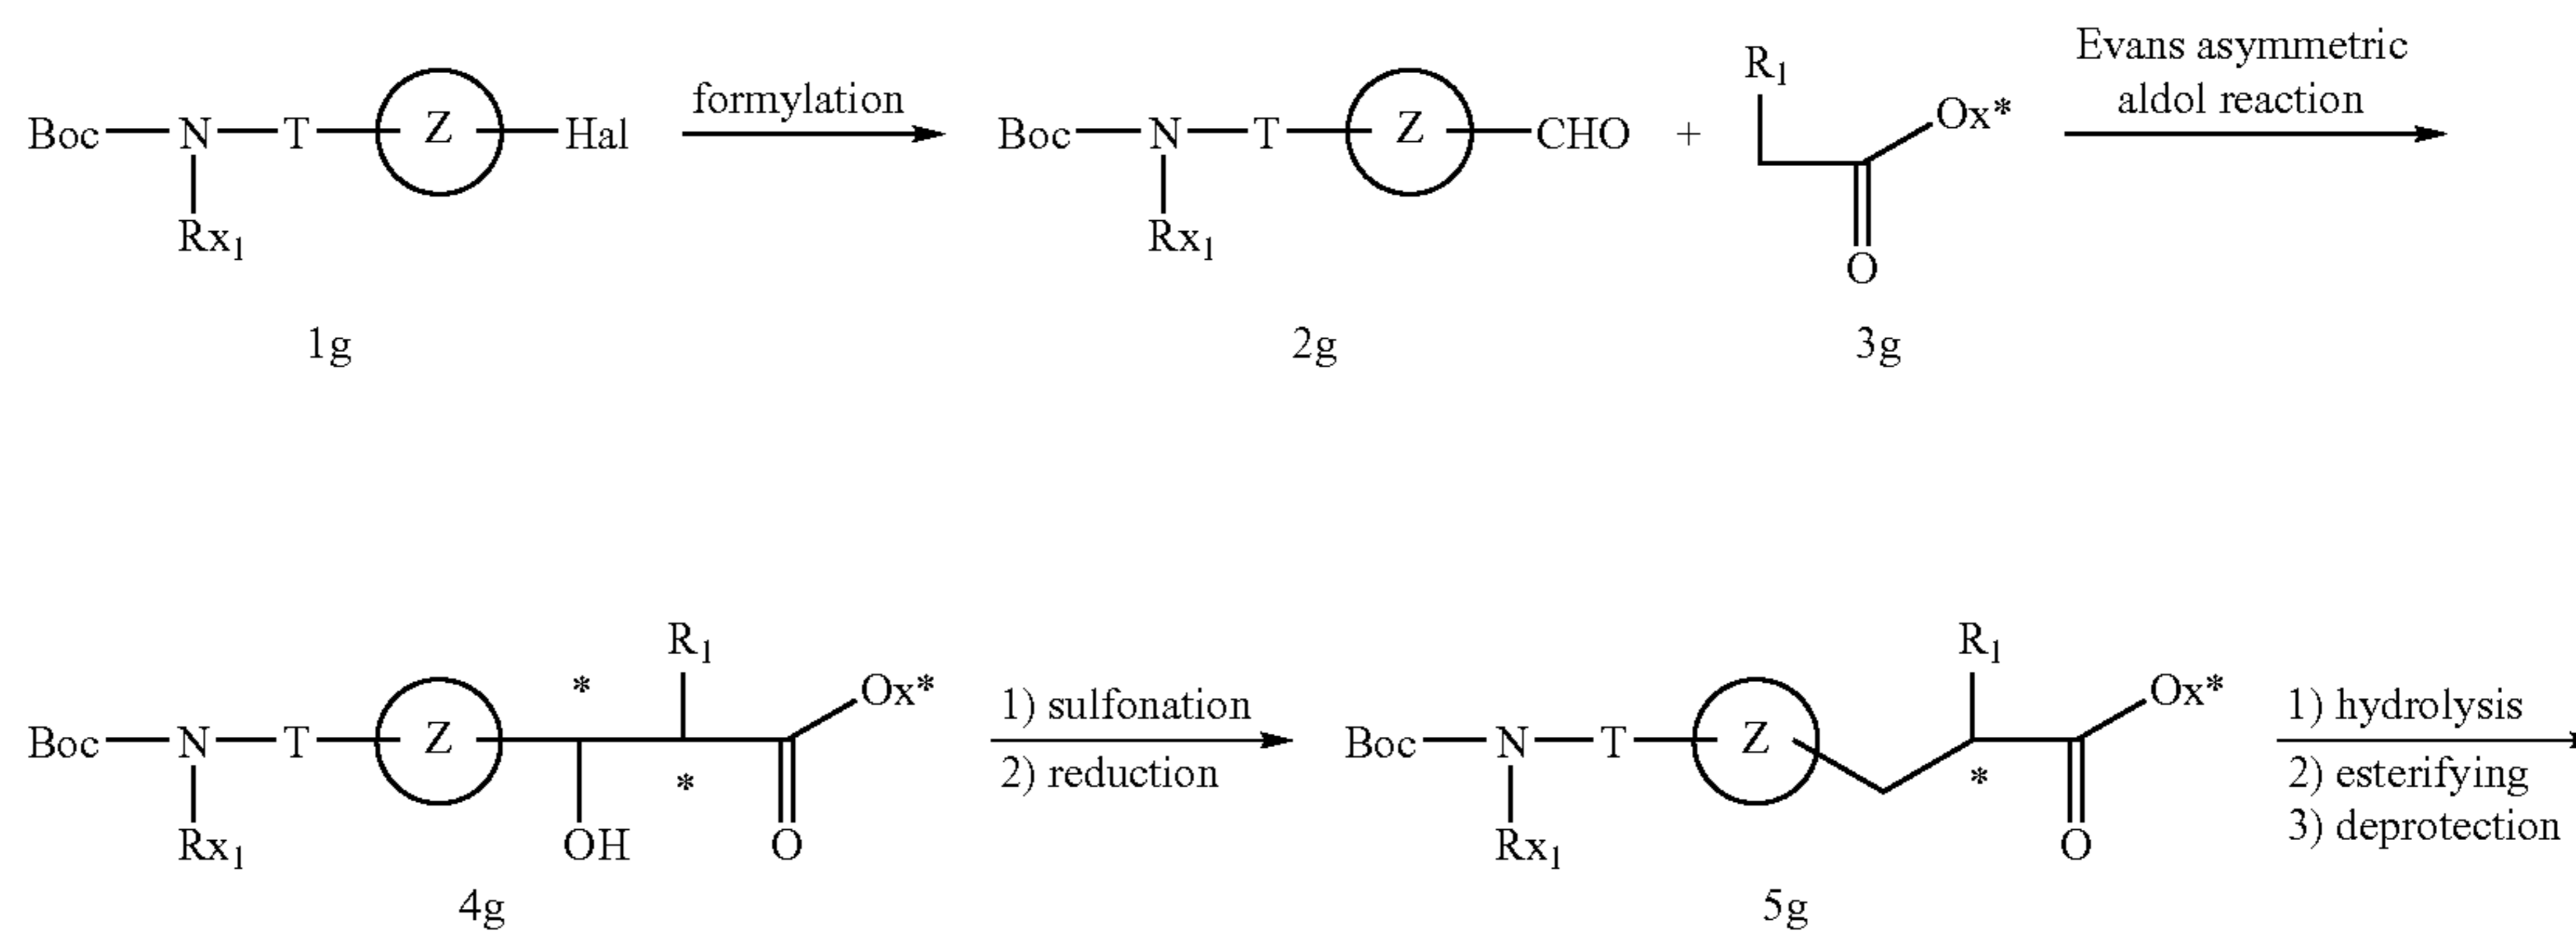 R₁
Evans asymmetric
aldol reaction
Boc—N—T—Z—Hal
formylation
Boc—N—T—Z—CHO
+
Ox*
Rx₁
Rx₁
O
1g
2g
3g
R₁
R₁
*
Ox*
Ox*
Boc—N—T—Z
1) sulfonation
2) reduction
Boc—N—T—Z
1) hydrolysis
2) esterifying
3) deprotection
*
*
Rx₁
OH
O
Rx₁
O
4g
5g